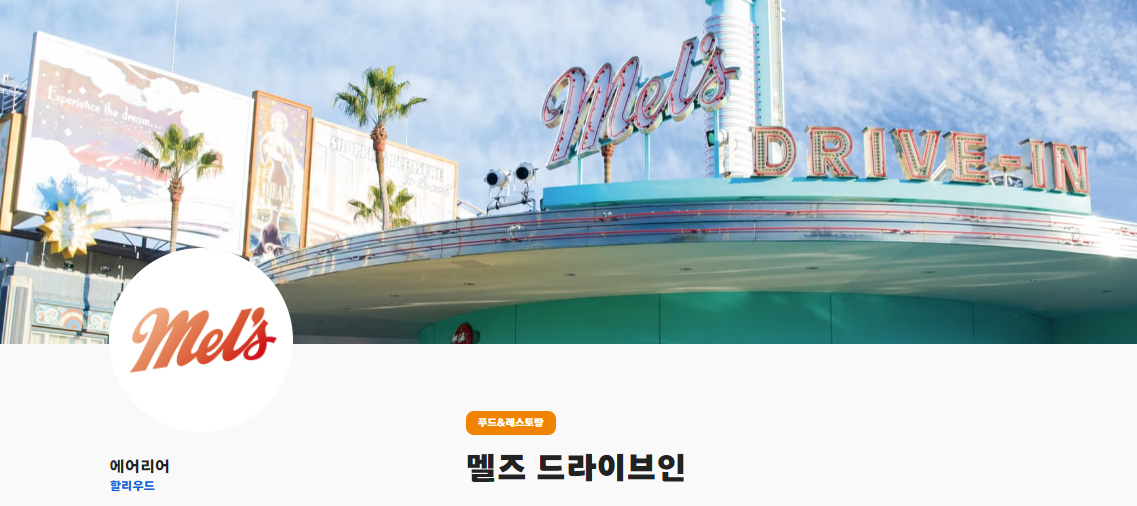 Experience the dream...
Mel's
DRIVE-IN
Mel's
푸드&레스토랑
멜즈 드라이브인
에어리어
할리우드